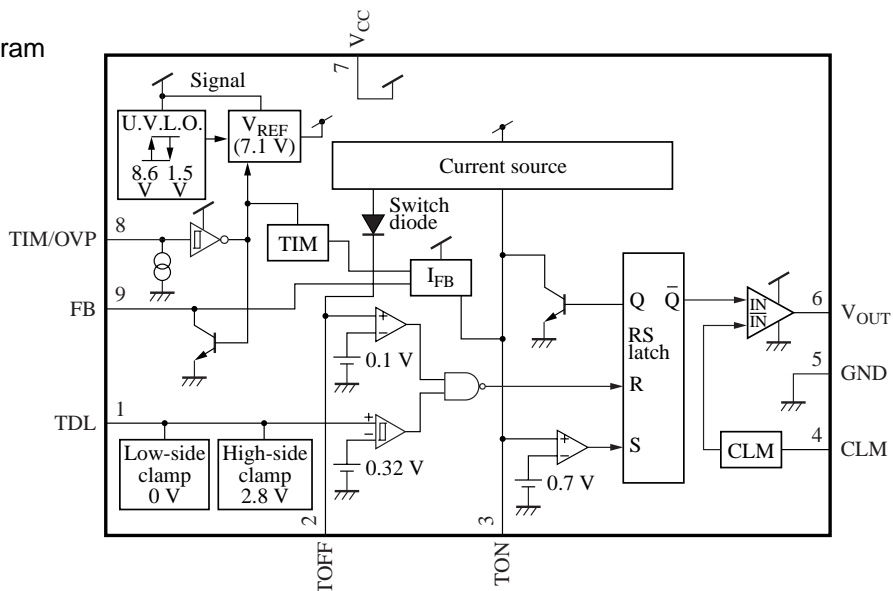 ram
VCC
7
Signal
U.V.L.O.
8.6 1.5
V V
VREF
(7.1 V)
Current source
Switch
diode
TIM/OVP
8
TIM
IFB
FB
9
0.1 V
Q
Q̅
RS
latch
R
S
IN
I̅N̅
6
VOUT
5
GND
4
CLM
CLM
TDL
1
Low-side
clamp
0 V
High-side
clamp
2.8 V
+
−
+
−
0.32 V
+
−
0.7 V
2
TOFF
3
TON